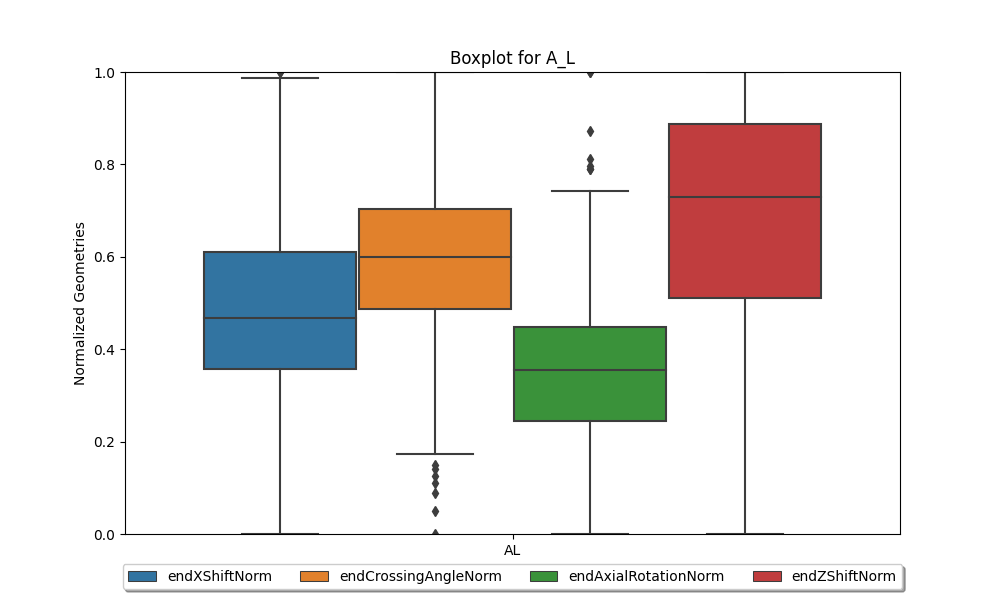 Boxplot for A_L
1.0
0.8
0.6
0.4
0.2
0.0
Normalized Geometries
AL
endXShiftNorm endCrossingAngleNorm endAxialRotationNorm endZShiftNorm